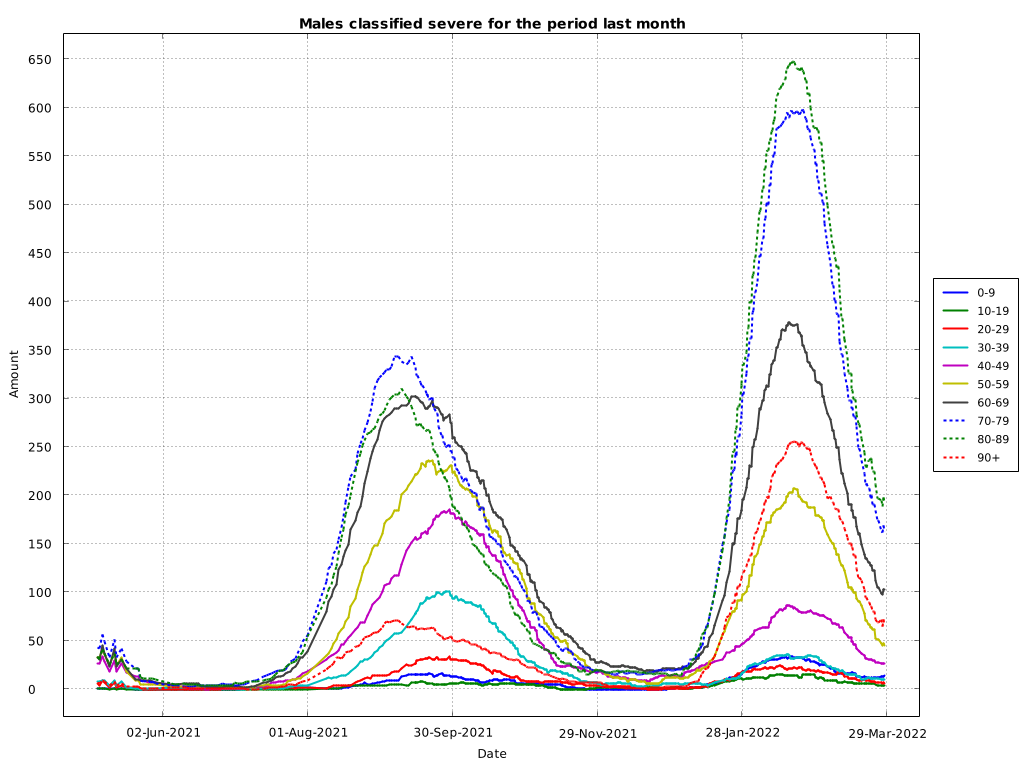 Males classified severe for the period last month
650
600
550
500
450
400
350
300
250
200
150
100
50
0
Amount
02-Jun-2021
01-Aug-2021
30-Sep-2021
29-Nov-2021
28-Jan-2022
29-Mar-2022
Date
0-9
10-19
20-29
30-39
40-49
50-59
60-69
70-79
80-89
90+